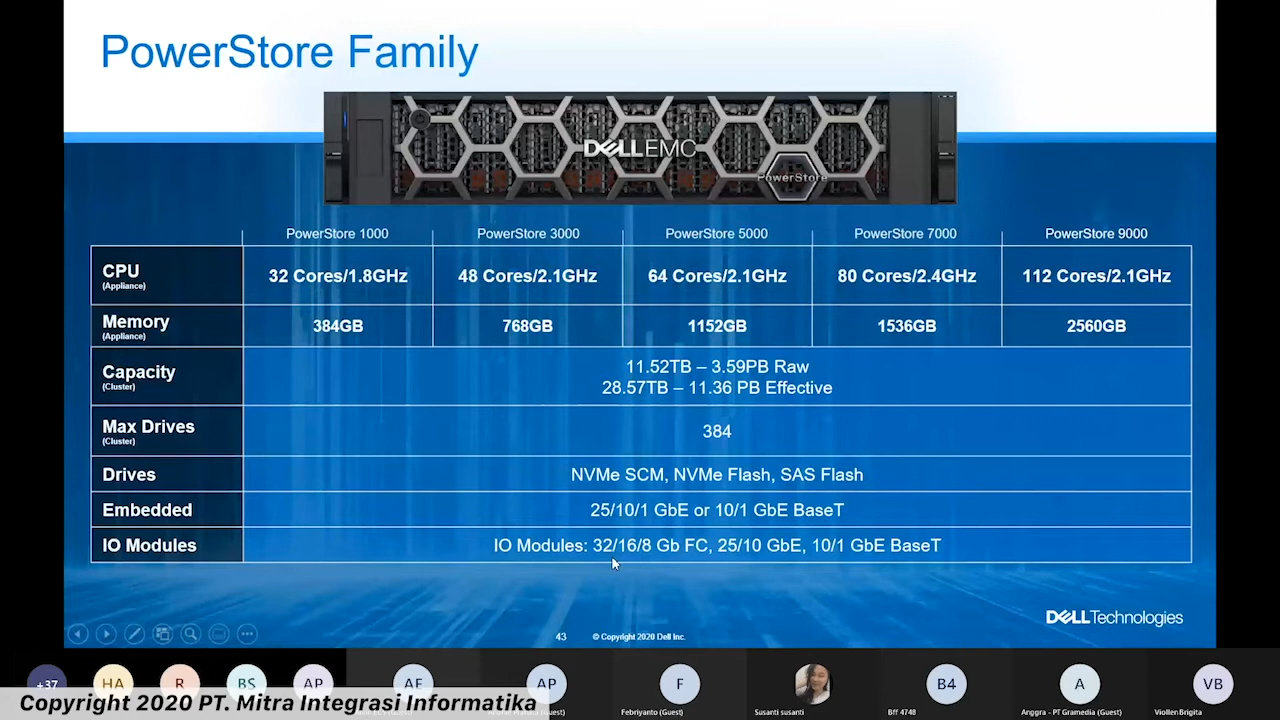 PowerStore Family
DELL EMC
PowerStore
PowerStore 1000 PowerStore 3000 PowerStore 5000 PowerStore 7000 PowerStore 9000
CPU 32 Cores/1.8GHz 48 Cores/2.1GHz 64 Cores/2.1GHz 80 Cores/2.4GHz 112 Cores/2.1GHz
(Appliance)
Memory 384GB 768GB 1152GB 1536GB 2560GB
(Appliance)
Capacity
(Cluster)
11.52TB – 3.59PB Raw
28.57TB – 11.36 PB Effective
Max Drives 384
(Cluster)
Drives NVMe SCM, NVMe Flash, SAS Flash
Embedded 25/10/1 GbE or 10/1 GbE BaseT
IO Modules IO Modules: 32/16/8 Gb FC, 25/10 GbE, 10/1 GbE BaseT
DELL Technologies
43 © Copyright 2020 Dell Inc.
+37 HA R BS AP AF AP F B4 A VB
Copyright 2020 PT. Mitra Integrasi Informatika
(Guest) Febriyanto (Guest) Susanti susanti Bff 4748 Anggra - PT Gramedia (Guest) Viollen Brigita